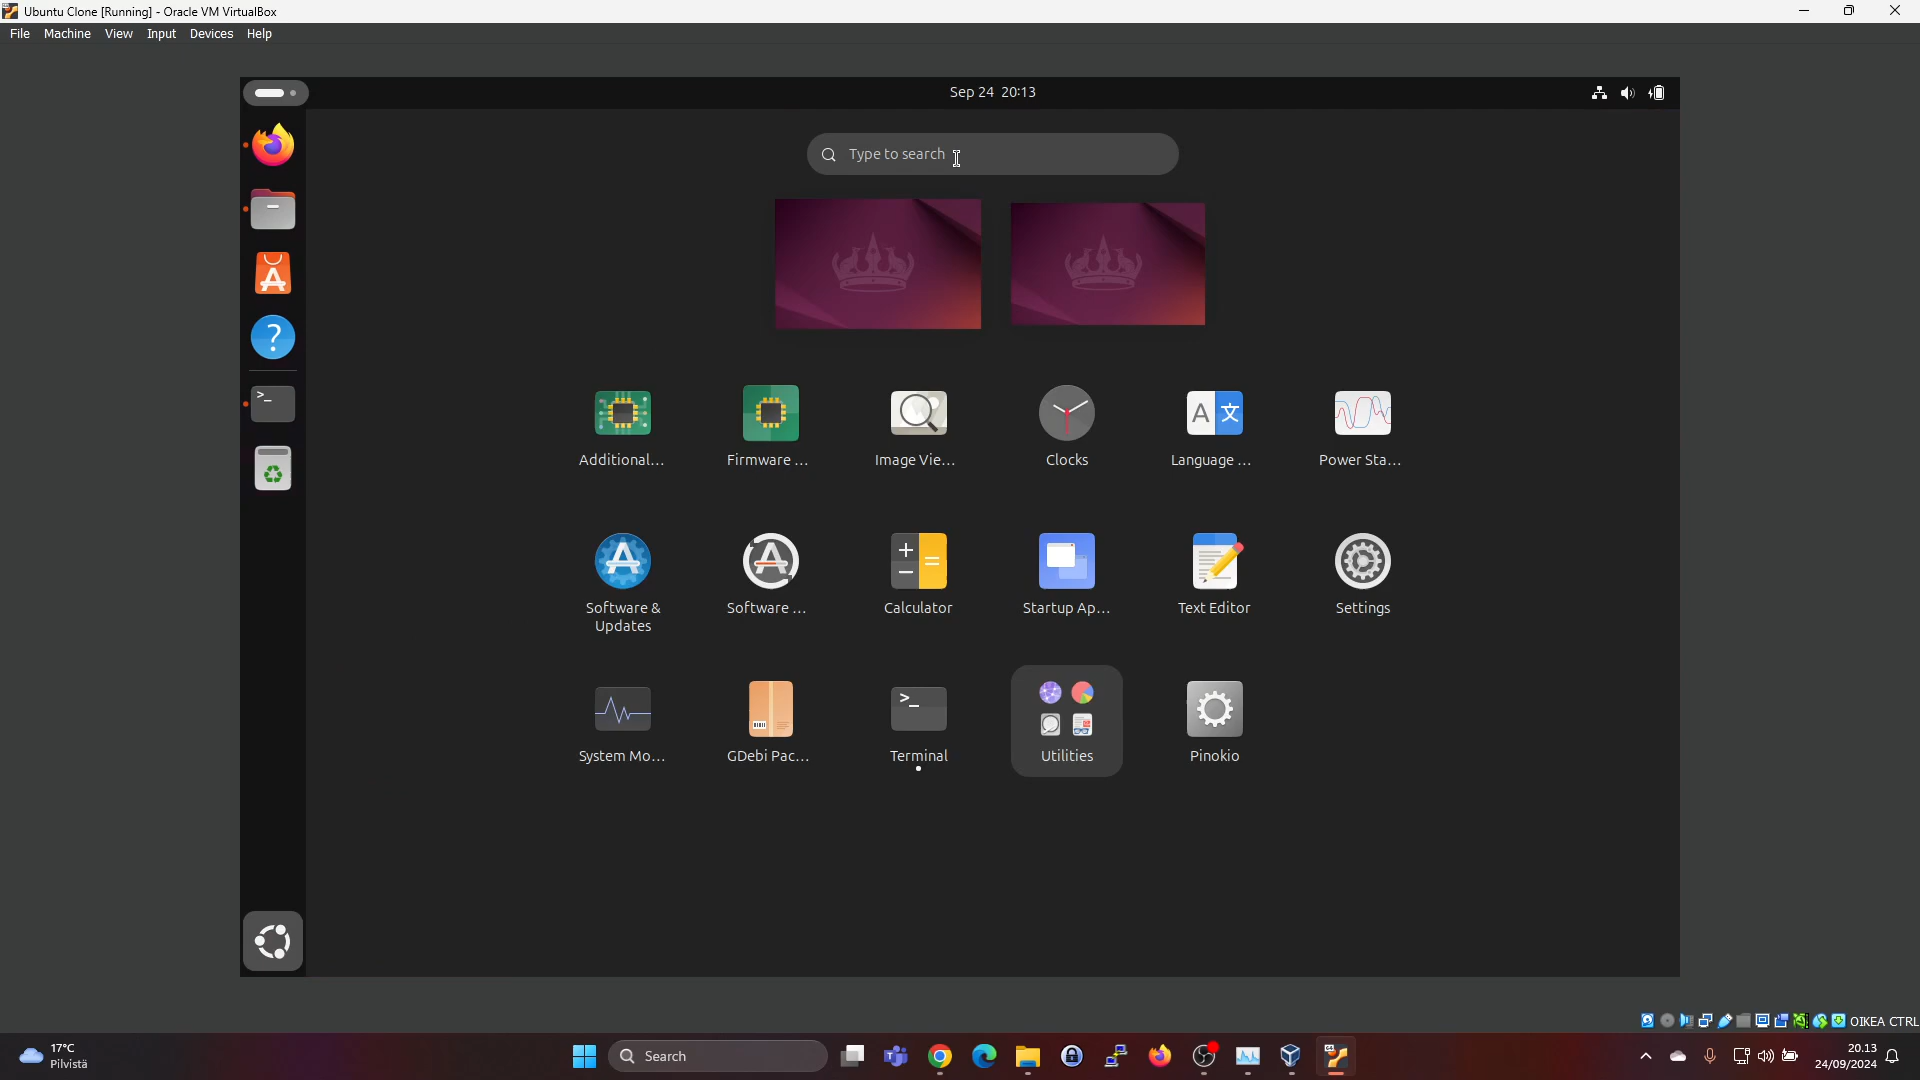 Ubuntu Clone [Running] - Oracle VM VirtualBox
File Machine View Input Devices Help
Sep 24 20:13
Type to search
Additional...
Firmware ...
Image Vie...
Clocks
Language ...
Power Sta...
Software &
Updates
Software ...
Calculator
Startup Ap...
Text Editor
Settings
System Mo...
GDebi Pac...
Terminal
Utilities
Pinokio
OIKEA CTRL
17°C
Pilvistä
Search
20.13
24/09/2024